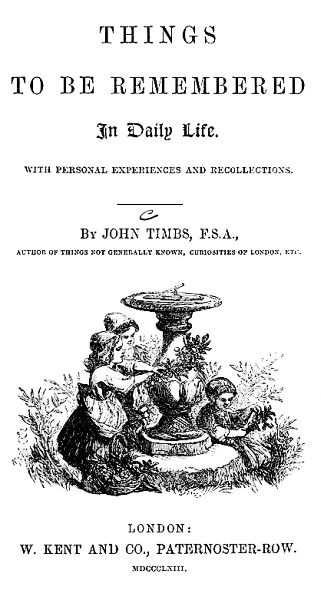 THINGS
TO BE REMEMBERED
In Daily Life.
WITH PERSONAL EXPERIENCES AND RECOLLECTIONS.
BY JOHN TIMBS, F.S.A.,
AUTHOR OF THINGS NOT GENERALLY KNOWN, CURIOSITIES OF LONDON, ETC.
LONDON:
W. KENT AND CO., PATERNOSTER-ROW.
MDCCCLXIII.